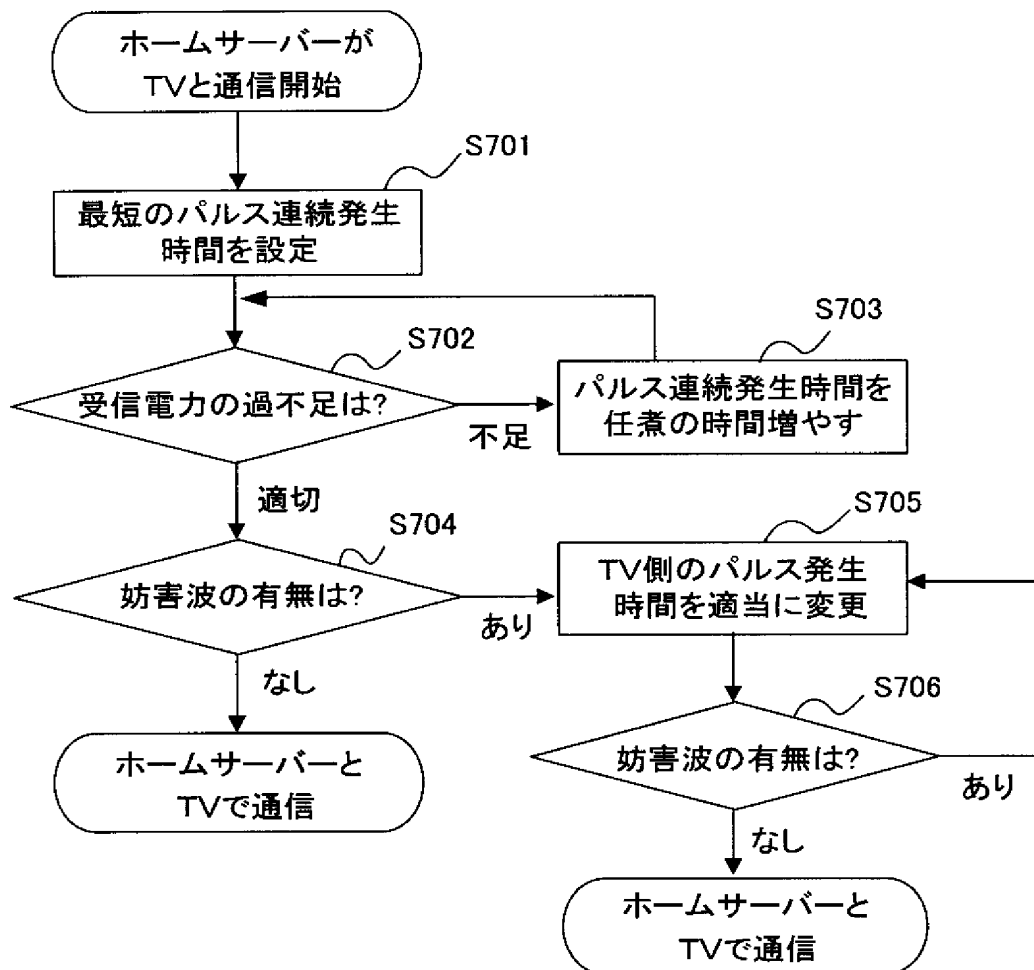 ホームサーバーが
TVと通信開始
S701
最短のパルス連続発生
時間を設定
S702
受信電力の過不足は?
不足
S703
パルス連続発生時間を
任煮の時間増やす
適切
S704
妨害波の有無は?
あり
S705
TV側のパルス発生
時間を適当に変更
なし
ホームサーバーと
TVで通信
S706
妨害波の有無は?
あり
なし
ホームサーバーと
TVで通信